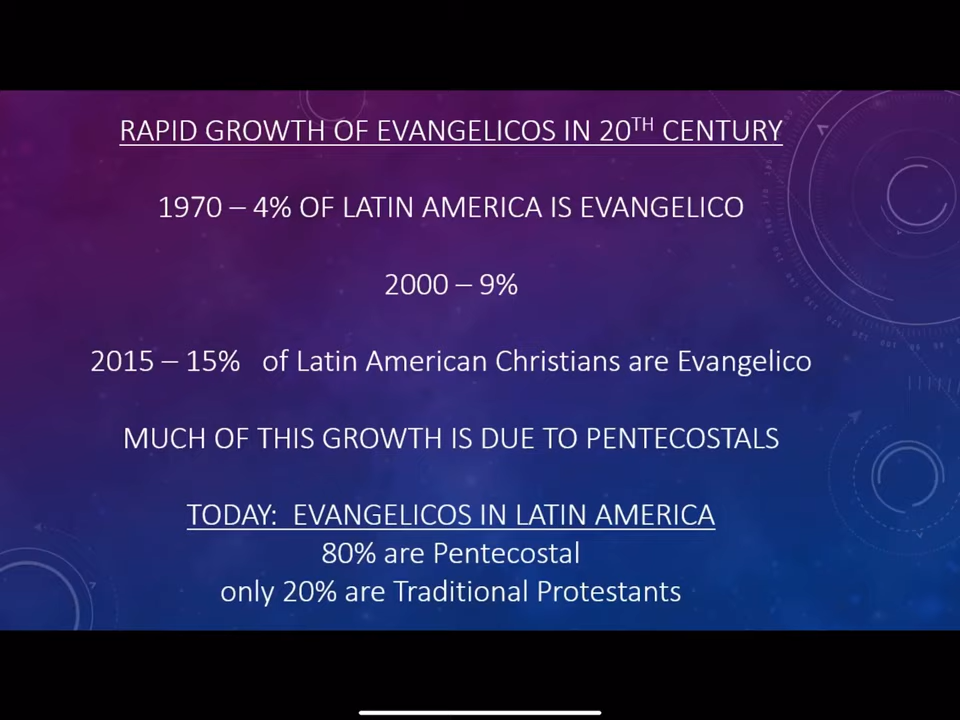 RAPID GROWTH OF EVANGELICOS IN 20TH CENTURY
1970 – 4% OF LATIN AMERICA IS EVANGELICO
2000 – 9%
2015 – 15% of Latin American Christians are Evangelico
MUCH OF THIS GROWTH IS DUE TO PENTECOSTALS
TODAY: EVANGELICOS IN LATIN AMERICA
80% are Pentecostal
only 20% are Traditional Protestants